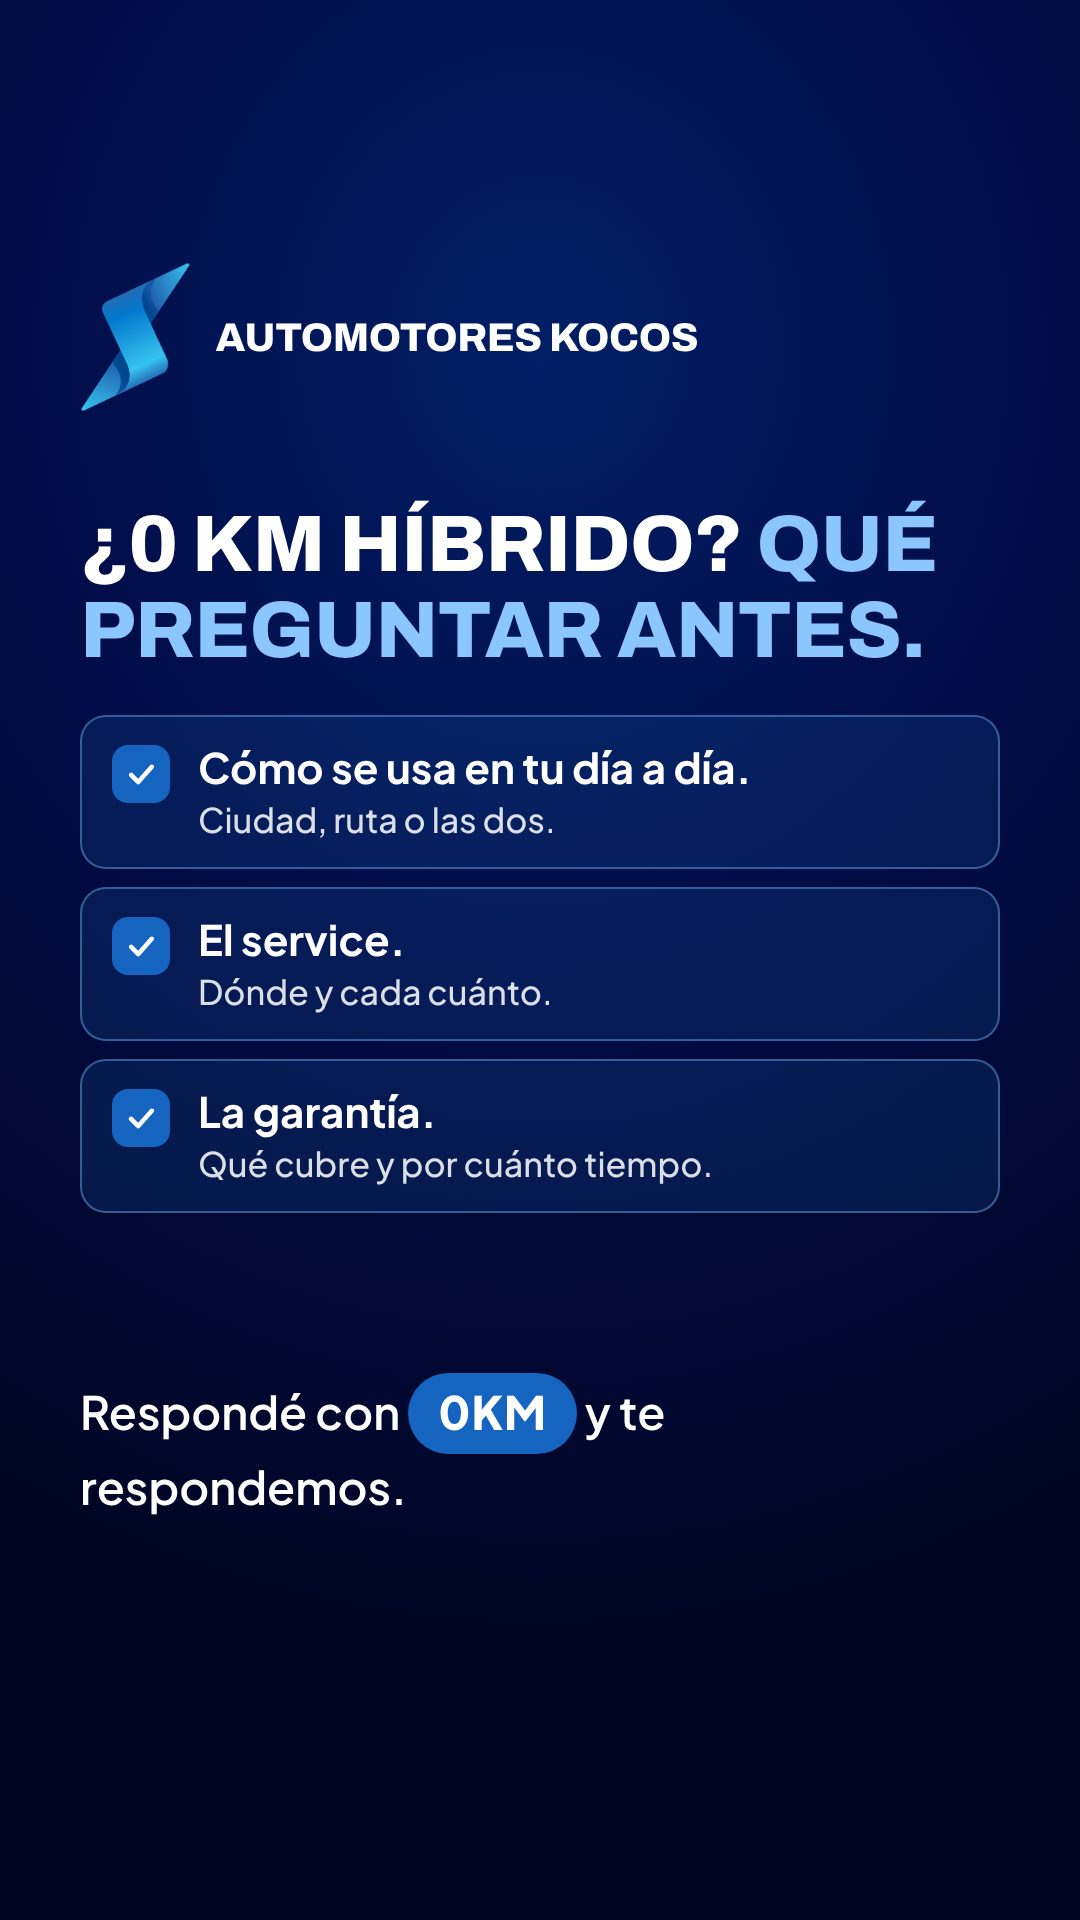 AUTOMOTORES KOCOS
¿0 KM HÍBRIDO? QUÉ
PREGUNTAR ANTES.
Cómo se usa en tu día a día.
Ciudad, ruta o las dos.
El service.
Dónde y cada cuánto.
La garantía.
Qué cubre y por cuánto tiempo.
Respondé con 0KM y te
respondemos.